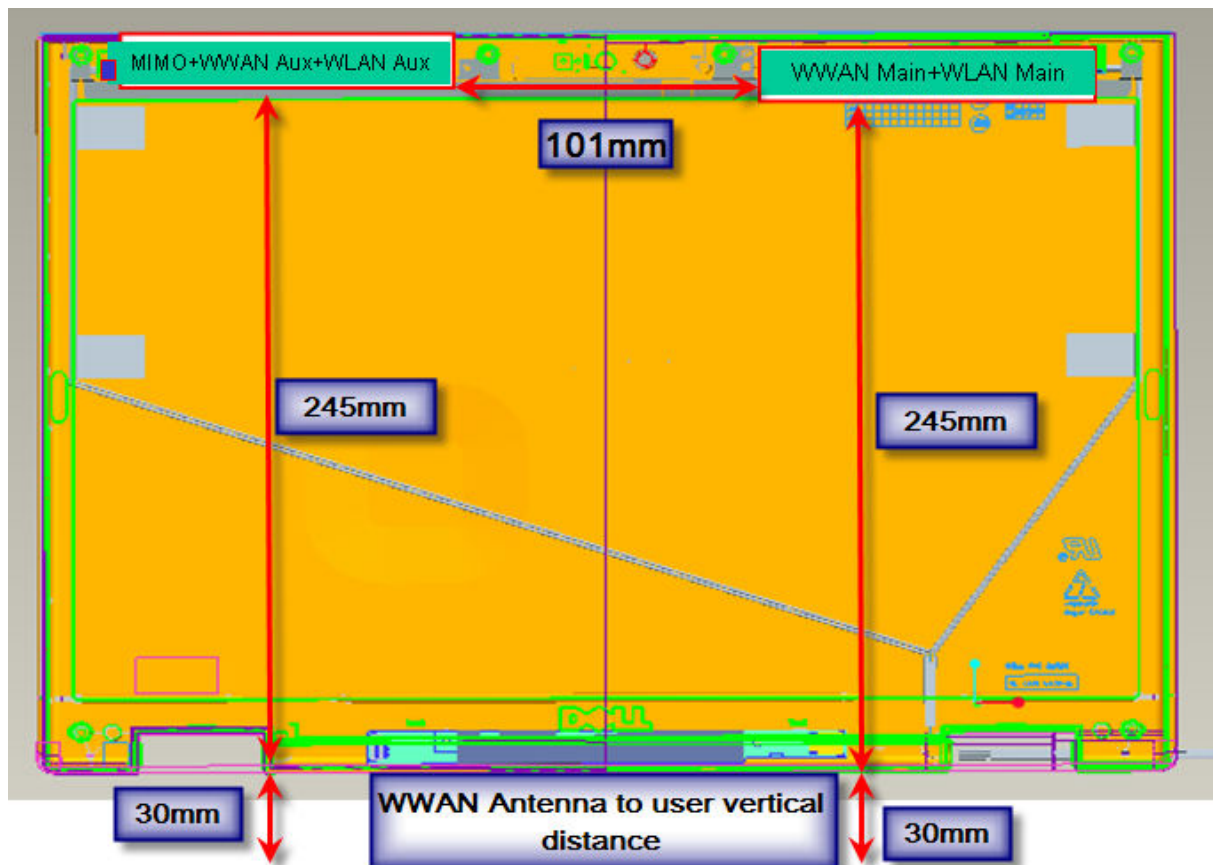 MIMO+WWAN Aux+WLAN Aux
WWAN Main+WLAN Main
101mm
245mm
245mm
DELL
30mm
WWAN Antenna to user vertical
distance
30mm